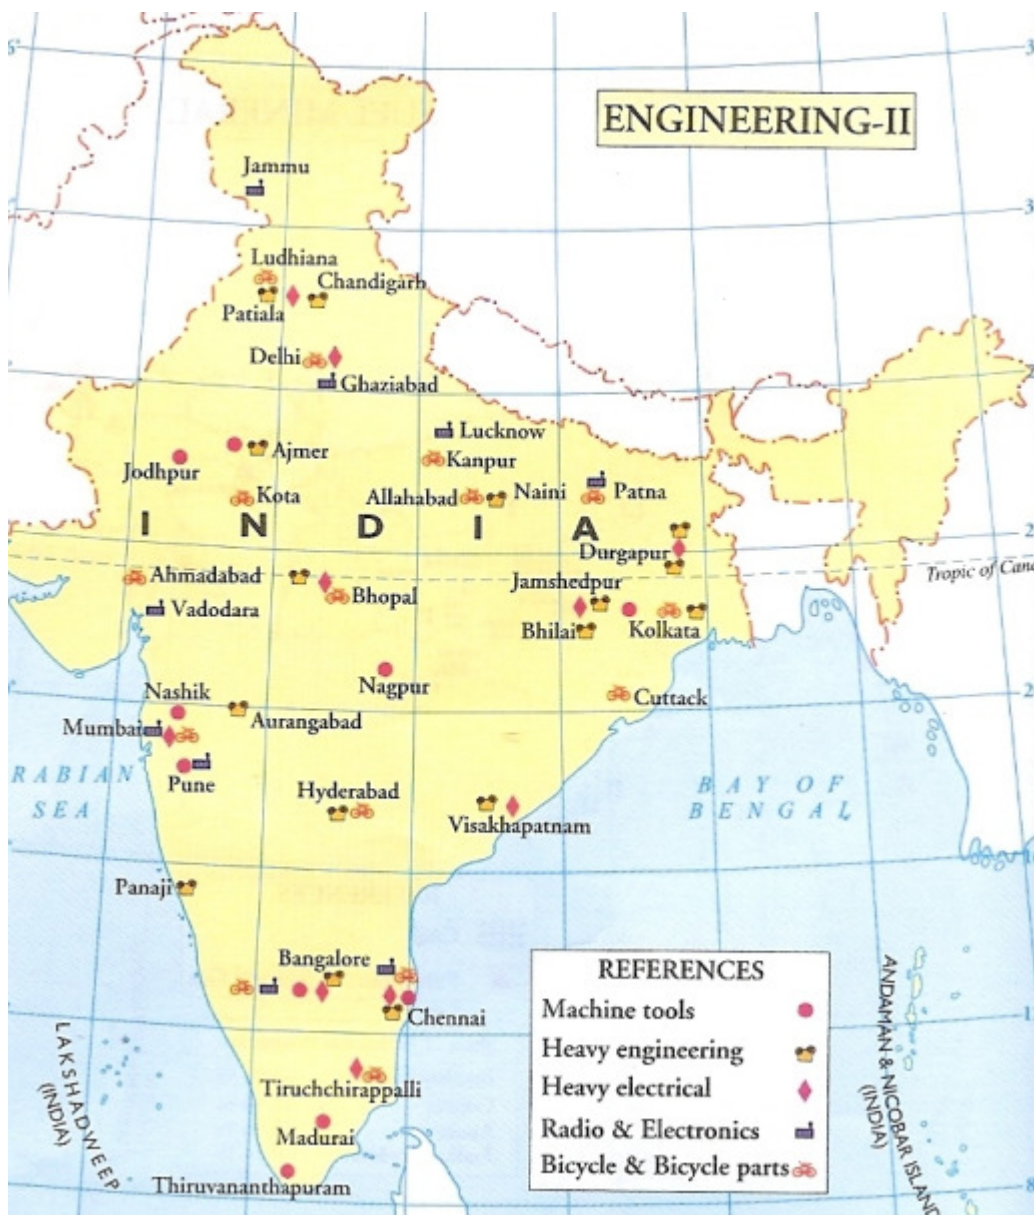 ENGINEERING-II
Jammu
Ludhiana
Chandigarh
Patiala
Delhi
Ghaziabad
Lucknow
Kanpur
Jodhpur
Ajmer
Kota
Allahabad
Naini
Patna
I N D I A
Durgapur
Ahmadabad
Bhopal
Jamshedpur
Tropic of Canc
Vadodara
Bhilai
Kolkata
Nagpur
Cuttack
Nashik
Aurangabad
Mumbai
Pune
RABIAN
SEA
Hyderabad
Visakhapatnam
BAY OF
BENGAL
Panaji
Bangalore
Chennai
Tiruchchirappalli
Madurai
Thiruvananthapuram
LAKSHADWEEP
(INDIA)
ANDAMAN & NICOBAR ISLAND
(INDIA)
REFERENCES
Machine tools
Heavy engineering
Heavy electrical
Radio & Electronics
Bicycle & Bicycle parts